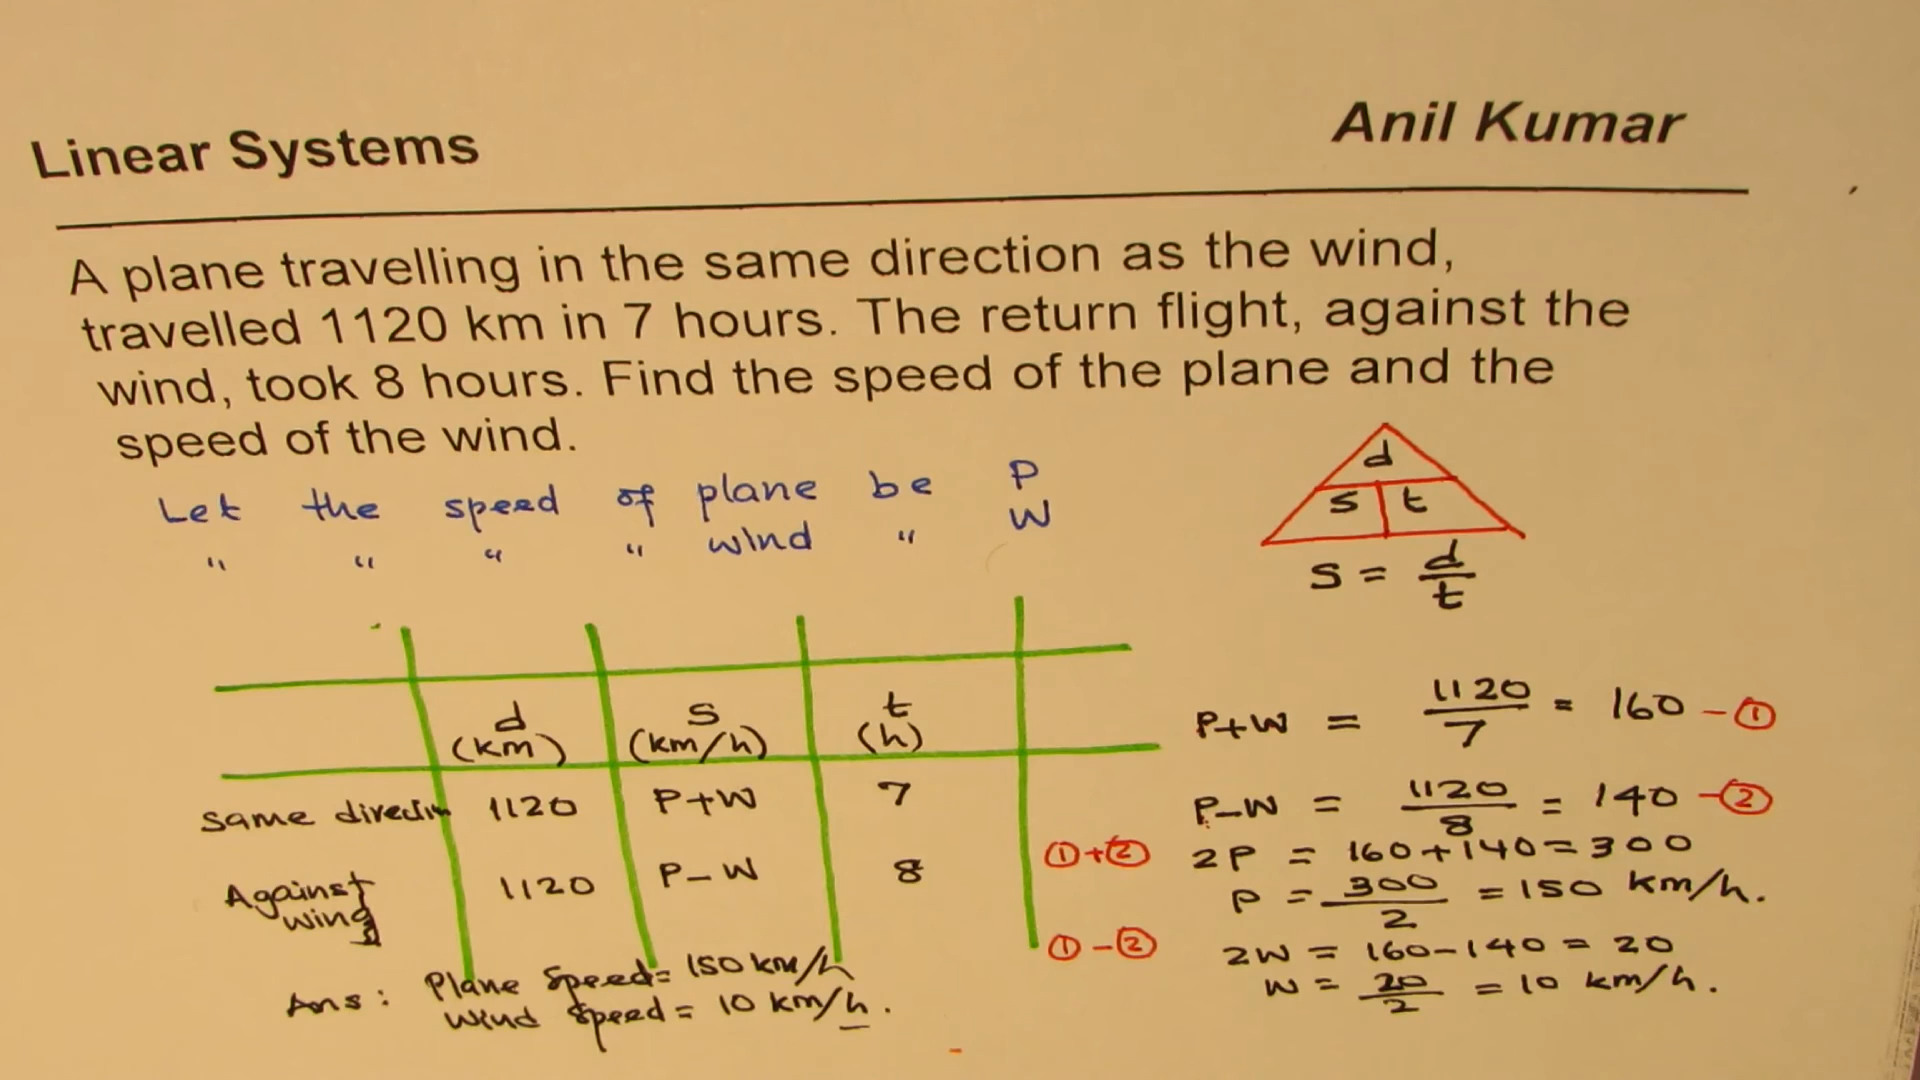 Linear Systems
Anil Kumar
A plane travelling in the same direction as the wind,
travelled 1120 km in 7 hours. The return flight, against the
wind, took 8 hours. Find the speed of the plane and the
speed of the wind.
Let the speed of plane be P
" " " " wind " W
d
s t
s = d/t
d (km) s (km/h) t (h)
same direction 1120 P+W 7
Against wind 1120 P-W 8
P+W = 1120/7 = 160 - ①
P-W = 1120/8 = 140 - ②
①+② 2P = 160+140 = 300
P = 300/2 = 150 km/h.
①-② 2W = 160-140 = 20
W = 20/2 = 10 km/h.
Ans: Plane Speed = 150 km/h
Wind Speed = 10 km/h.